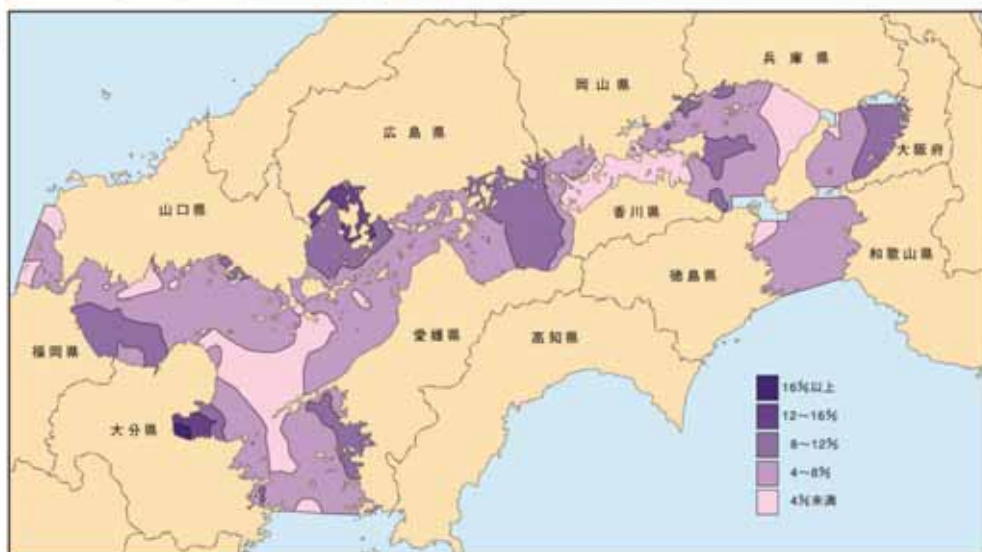 兵庫県
岡山県
広島県
大阪府
山口県
香川県
和歌山県
徳島県
愛媛県
高知県
福岡県
大分県
16%以上
12～16%
8～12%
4～8%
4%未満